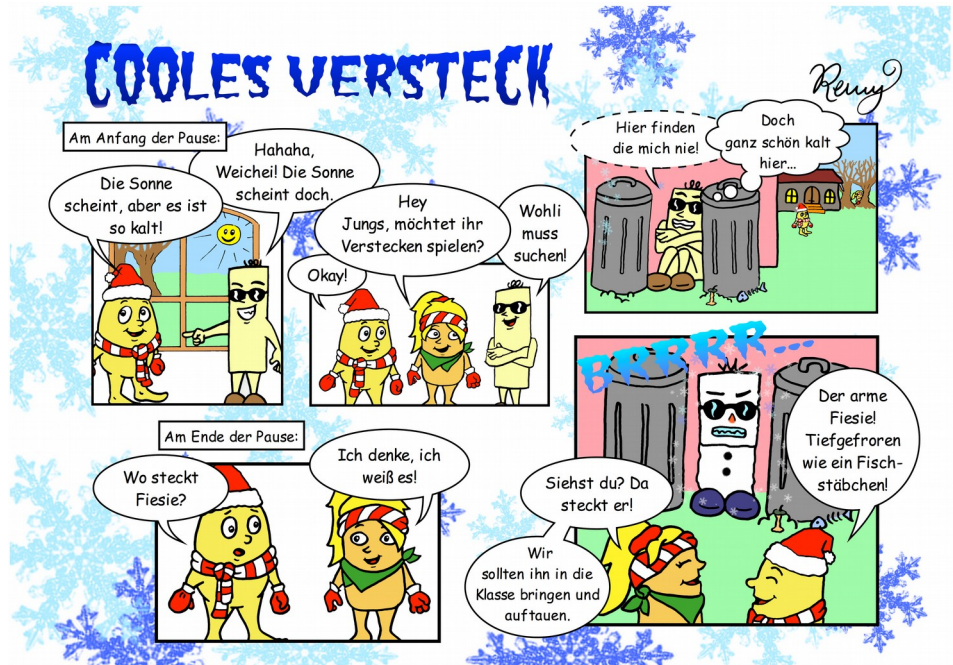 COOLES VERSTECK
Remy
Am Anfang der Pause:
Die Sonne
scheint, aber es ist
so kalt!
Hahaha,
Weichei! Die Sonne
scheint doch.
Okay!
Hey
Jungs, möchtet ihr
Verstecken spielen?
Wohli
muss
suchen!
Hier finden
die mich nie!
Doch
ganz schön kalt
hier...
Am Ende der Pause:
Wo steckt
Fiesie?
Ich denke, ich
weiß es!
BRRRR...
Siehst du? Da
steckt er!
Wir
sollten ihn in die
Klasse bringen und
auftauen.
Der arme
Fiesie!
Tiefgefroren
wie ein Fisch-
stäbchen!